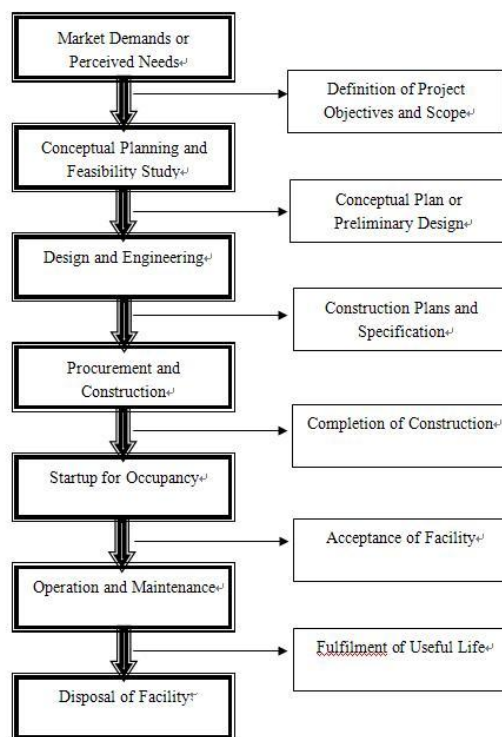 Market Demands or
Perceived Needs
Definition of Project
Objectives and Scope
Conceptual Planning and
Feasibility Study
Conceptual Plan or
Preliminary Design
Design and Engineering
Construction Plans and
Specification
Procurement and
Construction
Completion of Construction
Startup for Occupancy
Acceptance of Facility
Operation and Maintenance
Fulfilment of Useful Life
Disposal of Facility